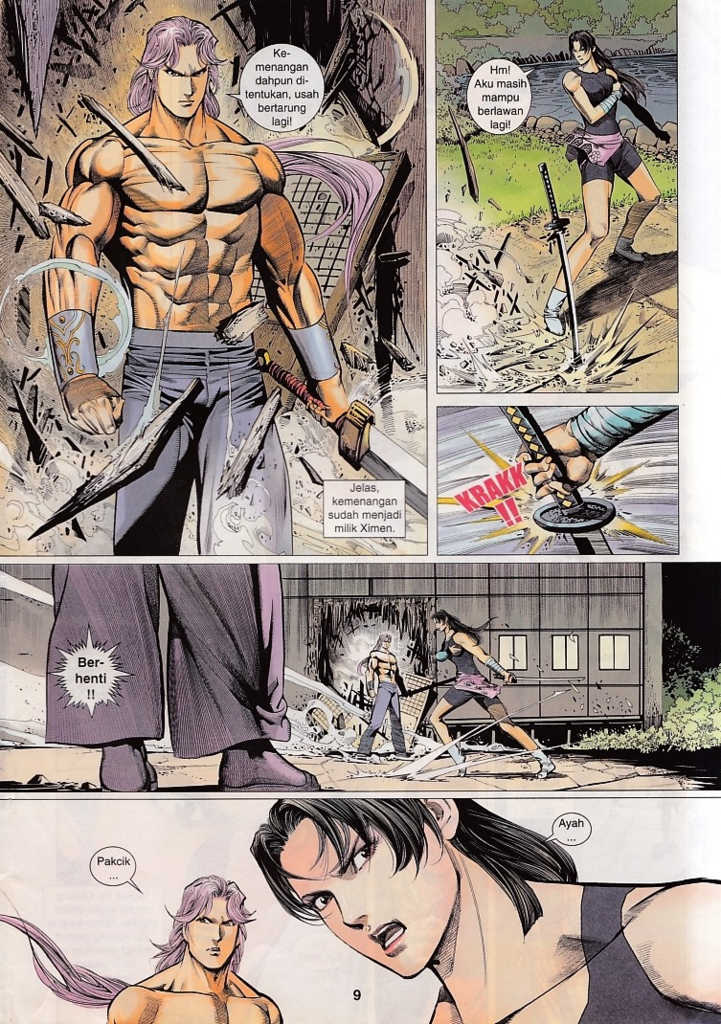 Ke-
menangan
dahpun di-
tentukan, usah
bertarung
lagi!
Hm!
Aku masih
mampu
berlawan
lagi!
Jelas,
kemenangan
sudah menjadi
milik Ximen.
KRAKK
!!
Ber-
henti
!!
Pakcik
...
Ayah
...
9